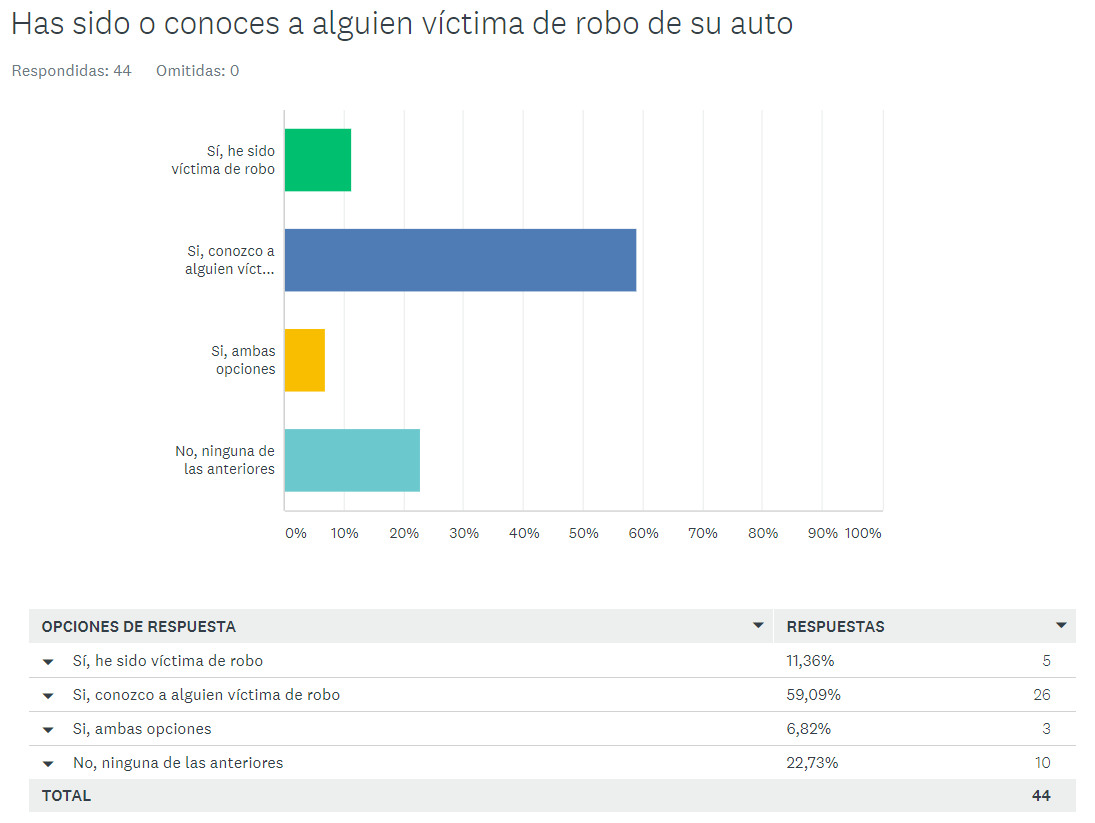 Has sido o conoces a alguien víctima de robo de su auto
Respondidas: 44 Omitidas: 0
Sí, he sido
víctima de robo
Si, conozco a
alguien víct...
Si, ambas
opciones
No, ninguna de
las anteriores
0% 10% 20% 30% 40% 50% 60% 70% 80% 90% 100%
OPCIONES DE RESPUESTA RESPUESTAS
Sí, he sido víctima de robo 11,36% 5
Si, conozco a alguien víctima de robo 59,09% 26
Si, ambas opciones 6,82% 3
No, ninguna de las anteriores 22,73% 10
TOTAL 44